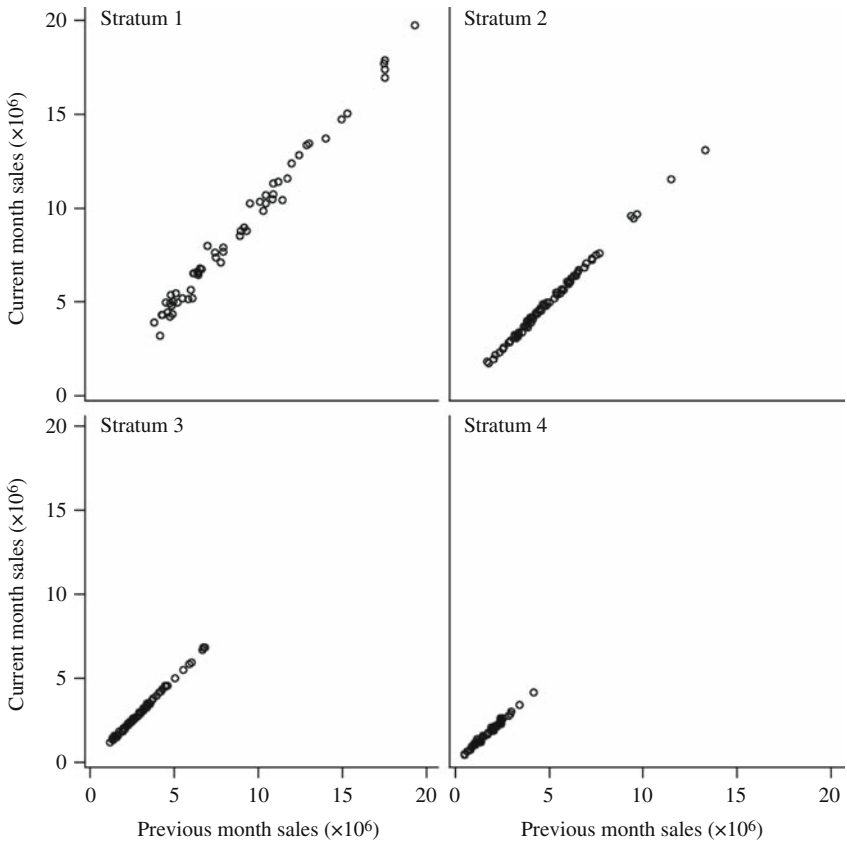 Stratum 1
Stratum 2
20
15
10
5
0
Current month sales (×10⁶)
Stratum 3
Stratum 4
20
15
10
5
0
Current month sales (×10⁶)
0 5 10 15 20
0 5 10 15 20
Previous month sales (×10⁶)
Previous month sales (×10⁶)